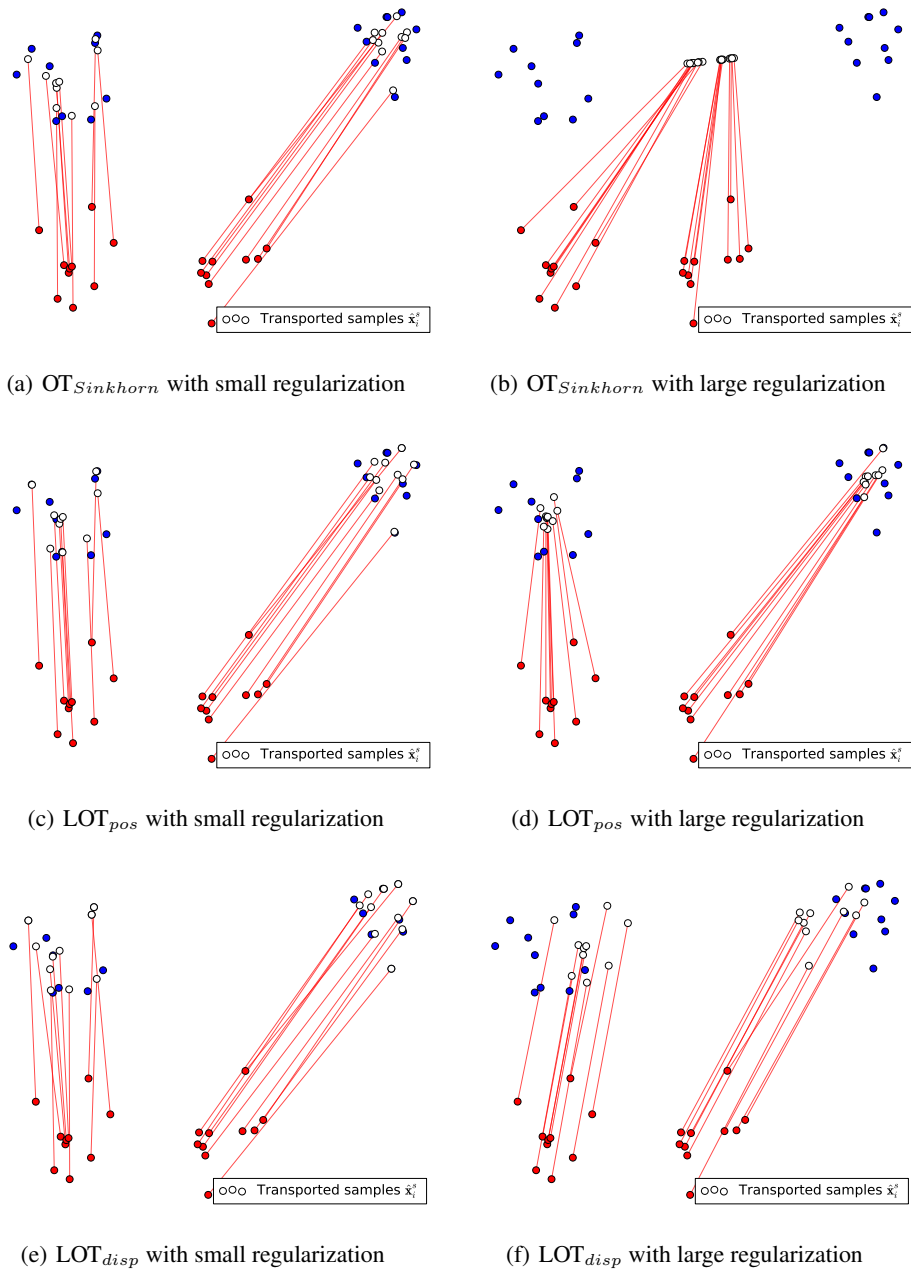 Transported samples x̂ᵢˢ
Transported samples x̂ᵢˢ
(a) OT_Sinkhorn with small regularization
(b) OT_Sinkhorn with large regularization
Transported samples x̂ᵢˢ
Transported samples x̂ᵢˢ
(c) LOT_pos with small regularization
(d) LOT_pos with large regularization
Transported samples x̂ᵢˢ
Transported samples x̂ᵢˢ
(e) LOT_disp with small regularization
(f) LOT_disp with large regularization